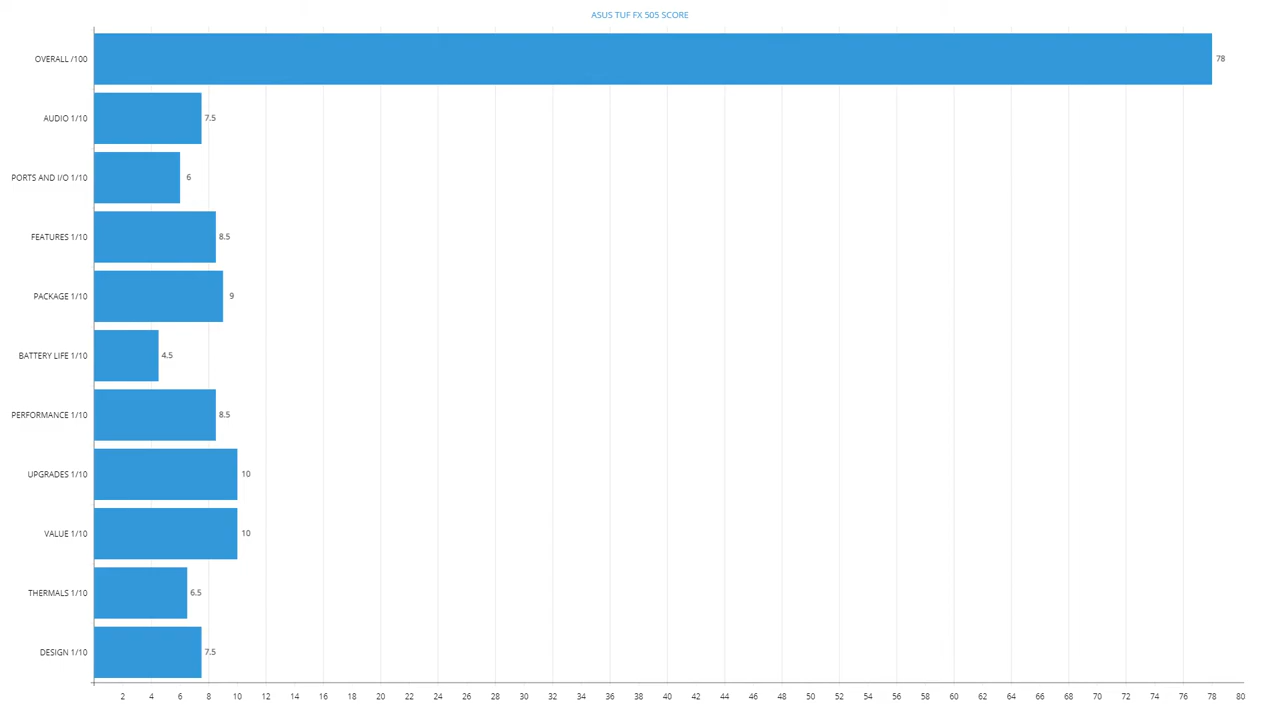 ASUS TUF FX 505 SCORE
OVERALL /100 78
AUDIO 1/10 7.5
PORTS AND I/O 1/10 6
FEATURES 1/10 8.5
PACKAGE 1/10 9
BATTERY LIFE 1/10 4.5
PERFORMANCE 1/10 8.5
UPGRADES 1/10 10
VALUE 1/10 10
THERMALS 1/10 6.5
DESIGN 1/10 7.5
2 4 6 8 10 12 14 16 18 20 22 24 26 28 30 32 34 36 38 40 42 44 46 48 50 52 54 56 58 60 62 64 66 68 70 72 74 76 78 80